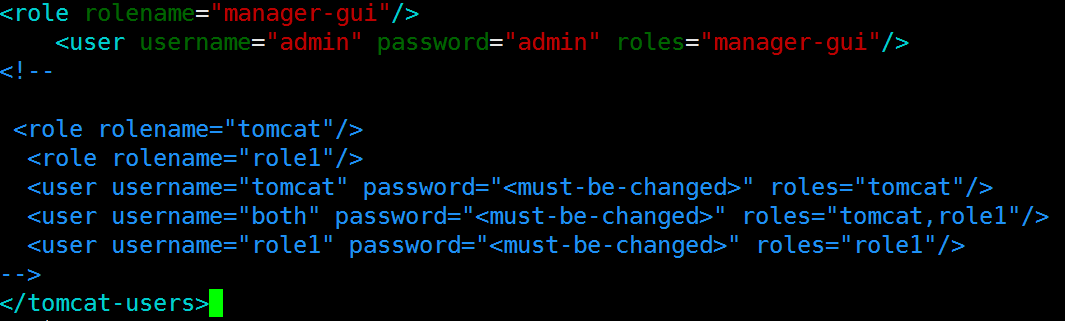 <role rolename="manager-gui"/>
<user username="admin" password="admin" roles="manager-gui"/>
<!--
<role rolename="tomcat"/>
<role rolename="role1"/>
<user username="tomcat" password="<must-be-changed>" roles="tomcat"/>
<user username="both" password="<must-be-changed>" roles="tomcat,role1"/>
<user username="role1" password="<must-be-changed>" roles="role1"/>
-->
</tomcat-users>